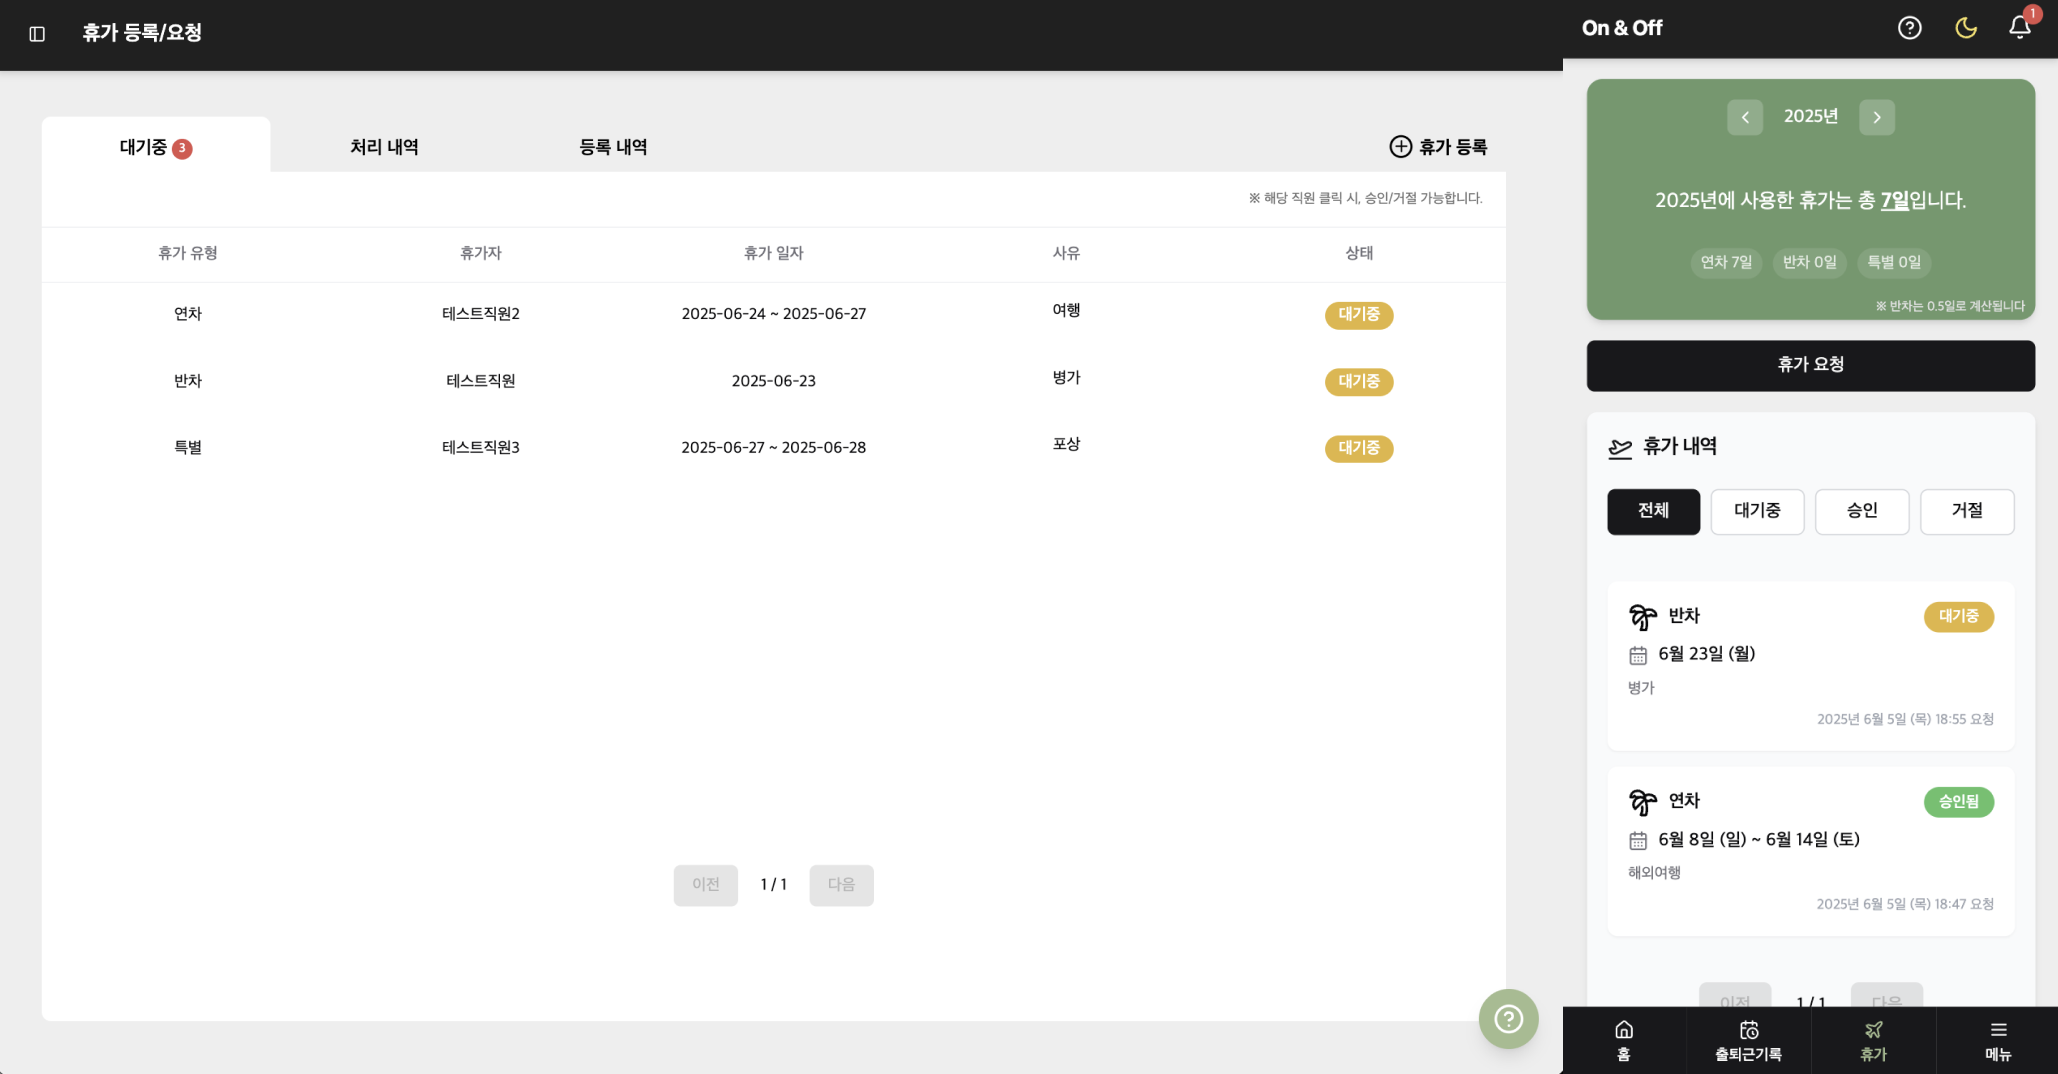 휴가 등록/요청
대기중 3
처리 내역
등록 내역
휴가 등록
※ 해당 직원 클릭 시, 승인/거절 가능합니다.
휴가 유형 휴가자 휴가 일자 사유 상태
연차 테스트직원2 2025-06-24 ~ 2025-06-27 여행 대기중
반차 테스트직원 2025-06-23 병가 대기중
특별 테스트직원3 2025-06-27 ~ 2025-06-28 포상 대기중
이전 1 / 1 다음
On & Off
1
2025년
2025년에 사용한 휴가는 총 7일입니다.
연차 7일 반차 0일 특별 0일
※ 반차는 0.5일로 계산됩니다
휴가 요청
휴가 내역
전체 대기중 승인 거절
반차 대기중
6월 23일 (월)
병가
2025년 6월 5일 (목) 18:55 요청
연차 승인됨
6월 8일 (일) ~ 6월 14일 (토)
해외여행
2025년 6월 5일 (목) 18:47 요청
이전 1 / 1 다음
홈 출퇴근기록 휴가 메뉴